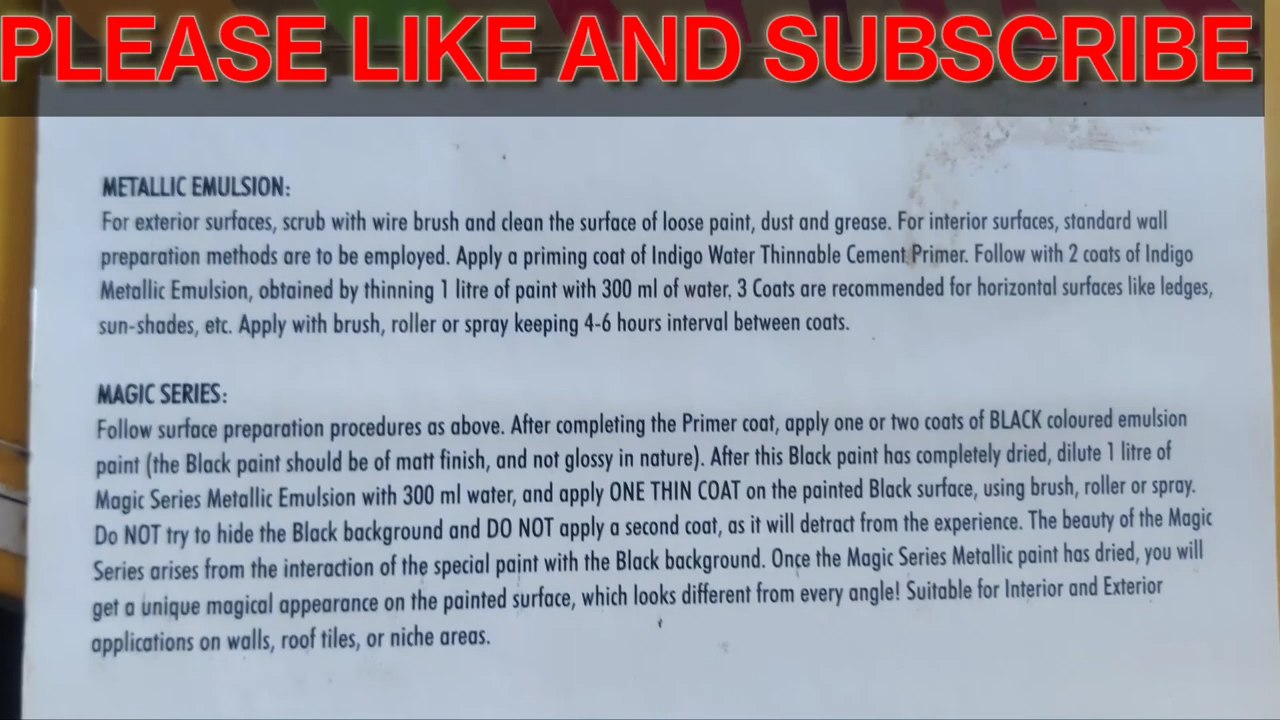 PLEASE LIKE AND SUBSCRIBE
METALLIC EMULSION:
For exterior surfaces, scrub with wire brush and clean the surface of loose paint, dust and grease. For interior surfaces, standard wall
preparation methods are to be employed. Apply a priming coat of Indigo Water Thinnable Cement Primer. Follow with 2 coats of Indigo
Metallic Emulsion, obtained by thinning 1 litre of paint with 300 ml of water. 3 Coats are recommended for horizontal surfaces like ledges,
sun-shades, etc. Apply with brush, roller or spray keeping 4-6 hours interval between coats.
MAGIC SERIES:
Follow surface preparation procedures as above. After completing the Primer coat, apply one or two coats of BLACK coloured emulsion
paint (the Black paint should be of matt finish, and not glossy in nature). After this Black paint has completely dried, dilute 1 litre of
Magic Series Metallic Emulsion with 300 ml water, and apply ONE THIN COAT on the painted Black surface, using brush, roller or spray.
Do NOT try to hide the Black background and DO NOT apply a second coat, as it will detract from the experience. The beauty of the Magic
Series arises from the interaction of the special paint with the Black background. Once the Magic Series Metallic paint has dried, you will
get a unique magical appearance on the painted surface, which looks different from every angle! Suitable for Interior and Exterior
applications on walls, roof tiles, or niche areas.